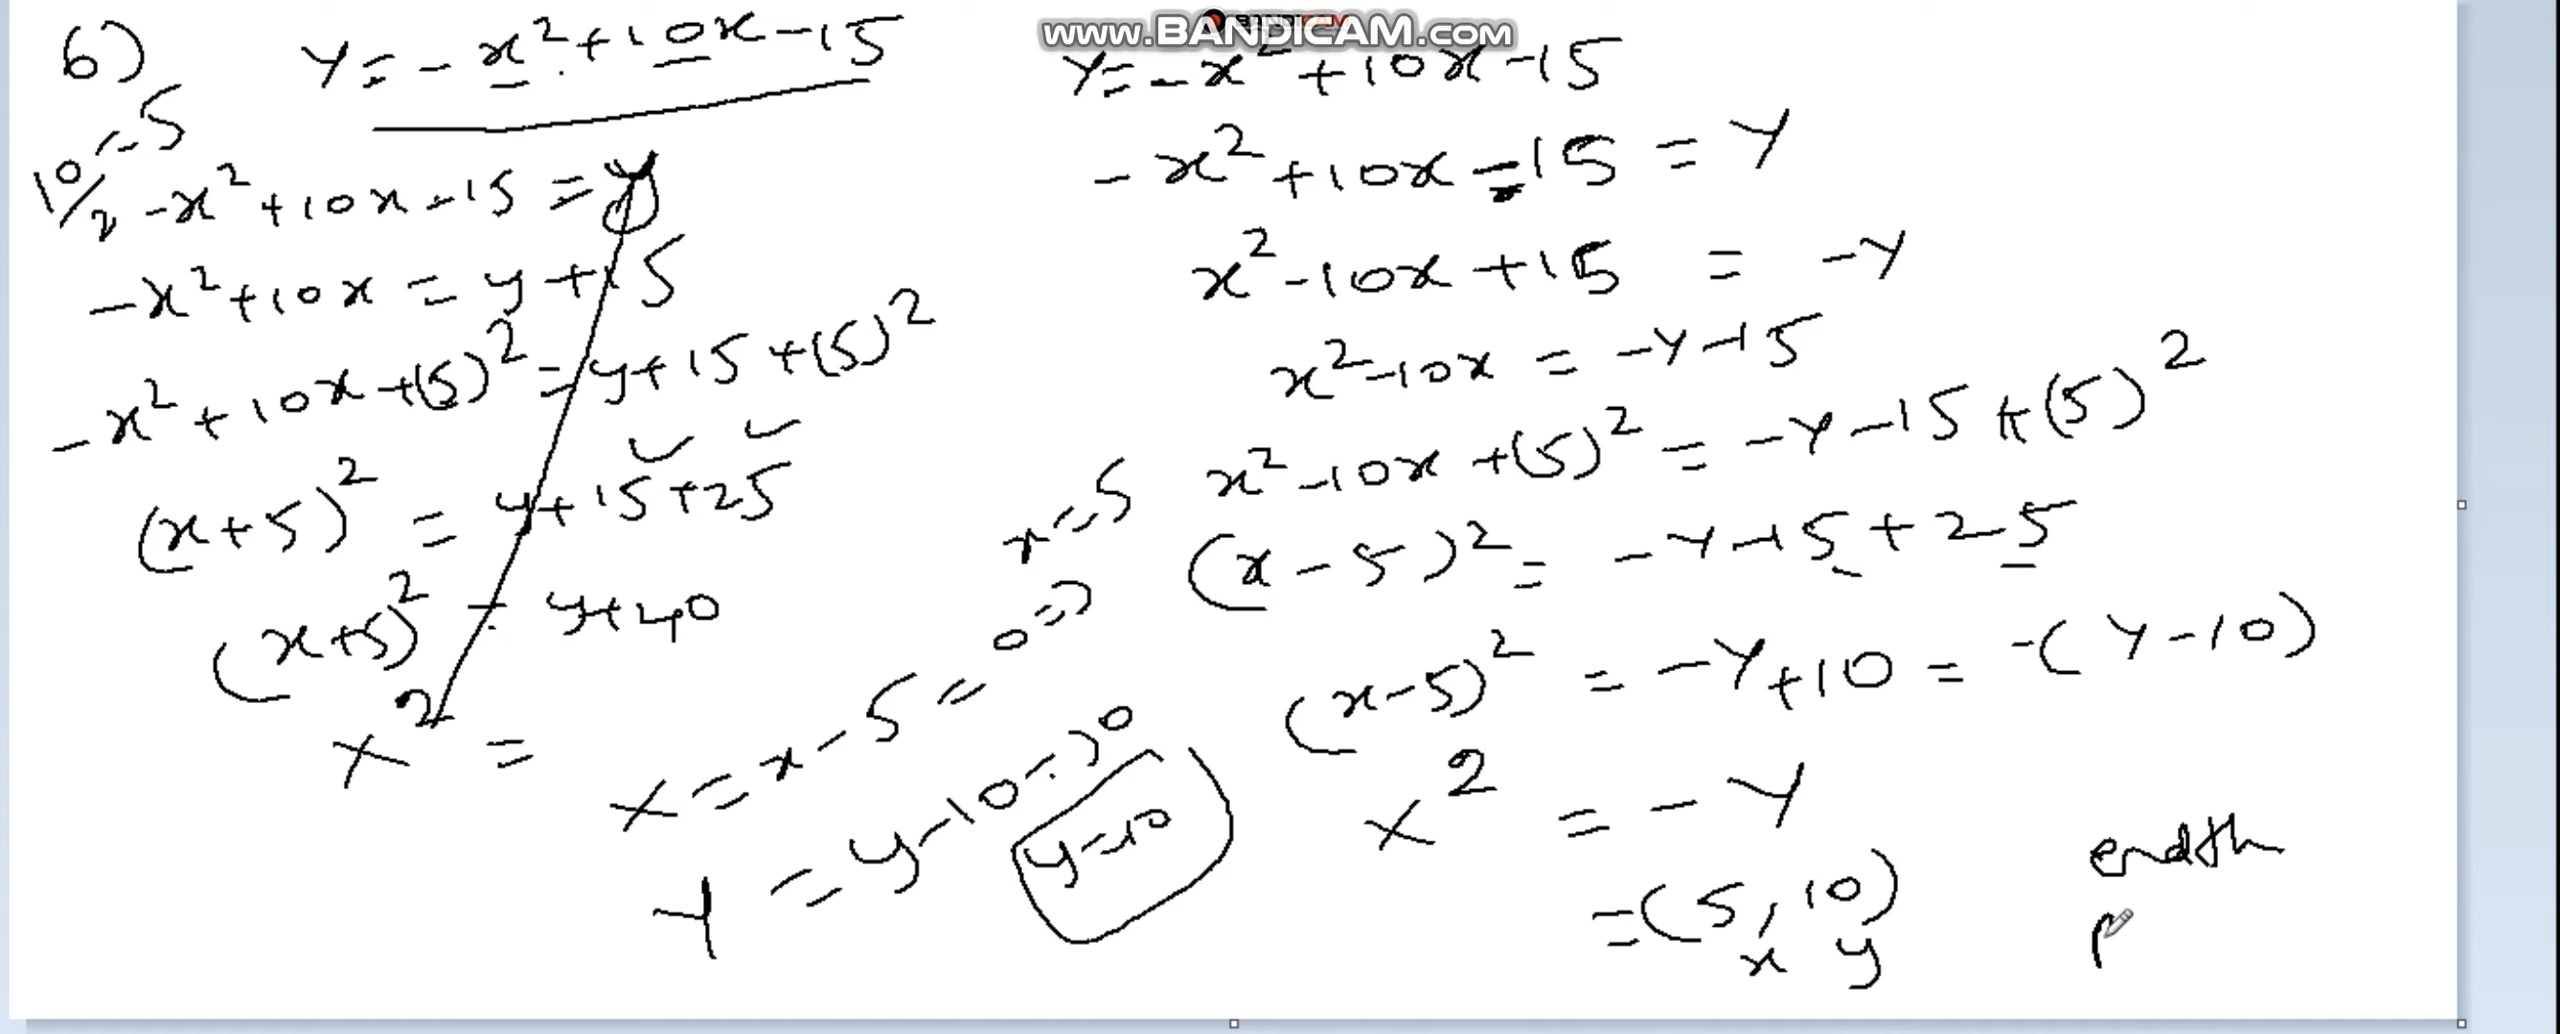 www.BANDICAM.com
6) Y = -x²+10x-15
10/2 = 5
-x²+10x-15 = y
-x²+10x = y+15
-x²+10x+(5)² = y+15+(5)²
(x+5)² = y+15+25
(x+5)² = y+40
X² =
X = x-5 = 0 =>
x = 5
Y = y-10 => 0
y=10
Y = -x²+10x-15
-x²+10x-15 = Y
x²-10x+15 = -Y
x²-10x = -Y-15
x²-10x+(5)² = -Y-15+(5)²
(x-5)² = -Y-15+25
(x-5)² = -Y+10 = -(Y-10)
X² = -Y
=(5, 10)
x y